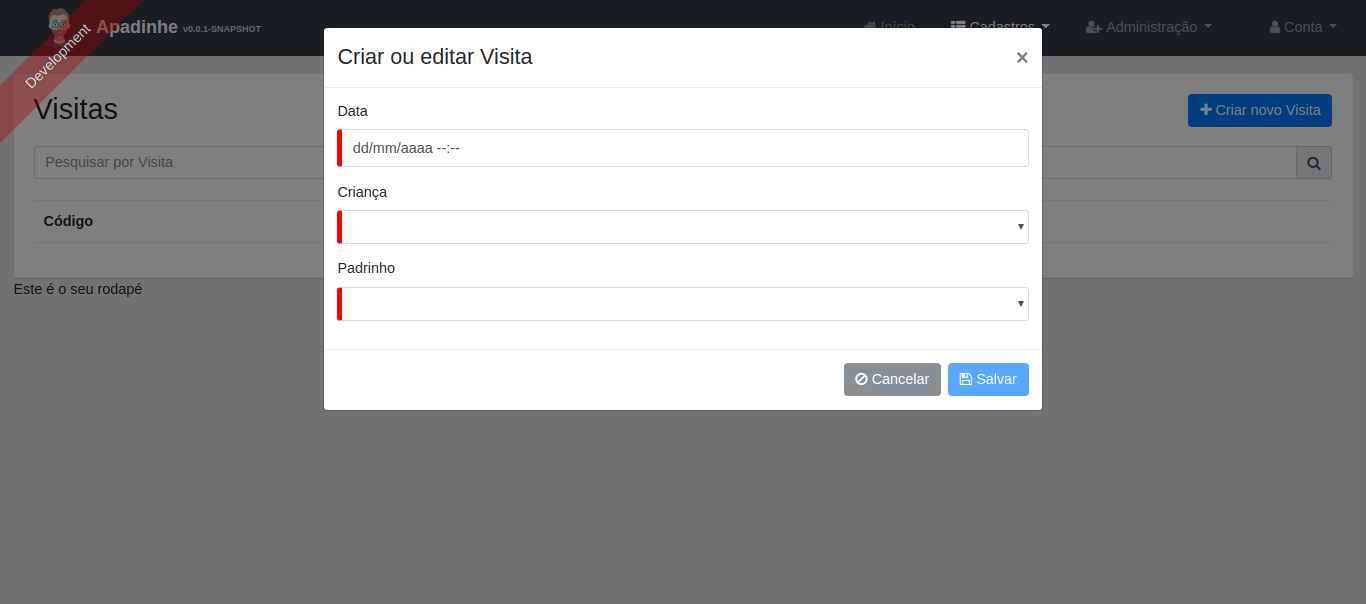 Development
Apadinhe v0.0.1-SNAPSHOT
Início
Cadastros
Administração
Conta
Criar ou editar Visita
×
Visitas
Criar novo Visita
Data
dd/mm/aaaa --:--
Pesquisar por Visita
Criança
Código
Padrinho
Este é o seu rodapé
Cancelar
Salvar